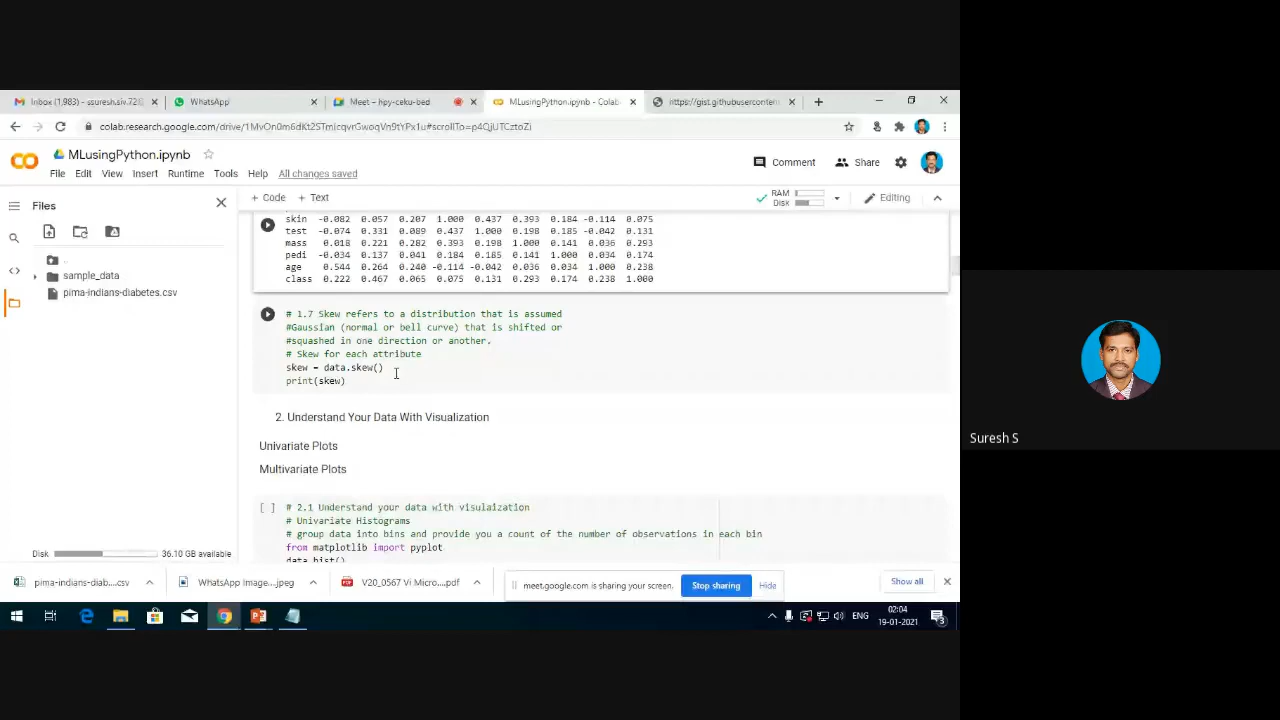 Inbox (1,983) - ssuresh.siv.72
WhatsApp
Meet – hpy-ceku-bed
MLusingPython.ipynb - Colab
https://gist.githubusercontent
colab.research.google.com/drive/
MLusingPython.ipynb
Comment
Share
File Edit View Insert Runtime Tools Help All changes saved
Files
+ Code + Text
RAM
Disk
Editing
..
sample_data
pima-indians-diabetes.csv
skin -0.082 0.057 0.207 1.000 0.437 0.393 0.184 -0.114 0.075
test -0.074 0.331 0.089 0.437 1.000 0.198 0.185 -0.042 0.131
mass 0.018 0.221 0.282 0.393 0.198 1.000 0.141 0.036 0.293
pedi -0.034 0.137 0.041 0.184 0.185 0.141 1.000 0.034 0.174
age 0.544 0.264 0.240 -0.114 -0.042 0.036 0.034 1.000 0.238
class 0.222 0.467 0.065 0.075 0.131 0.293 0.174 0.238 1.000
# 1.7 Skew refers to a distribution that is assumed
#Gaussian (normal or bell curve) that is shifted or
#squashed in one direction or another.
# Skew for each attribute
skew = data.skew()
print(skew)
2. Understand Your Data With Visualization
Univariate Plots
Multivariate Plots
[ ]
# 2.1 Understand your data with visulaization
# Univariate Histograms
# group data into bins and provide you a count of the number of observations in each bin
from matplotlib import pyplot
data.hist()
Disk
36.10 GB available
pima-indians-diab....csv
WhatsApp Image....jpeg
V20_0567 Vi Micro....pdf
meet.google.com is sharing your screen.
Stop sharing
Hide
Show all
ENG
02:04
19-01-2021
3
Suresh S